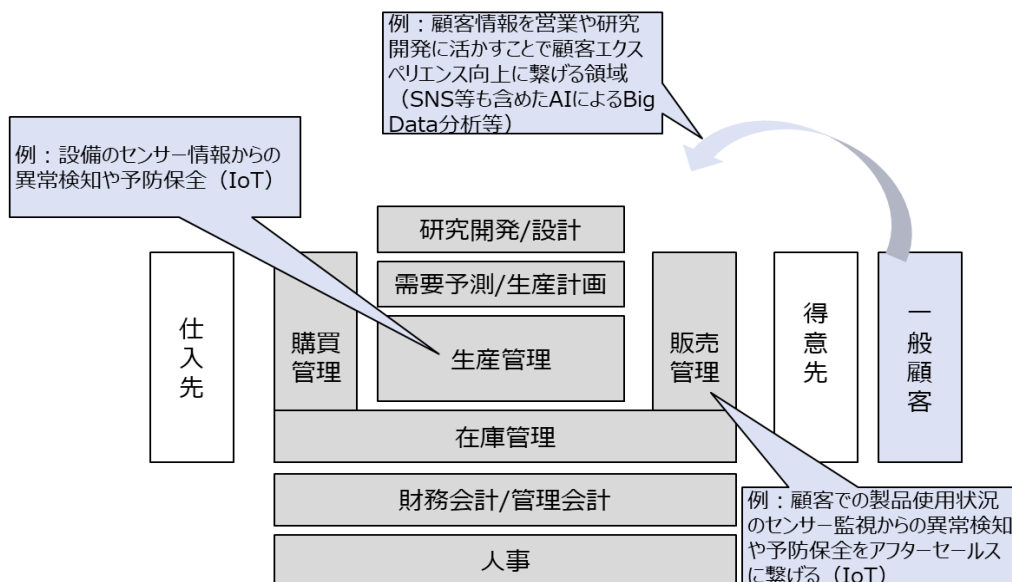 例：顧客情報を営業や研究
開発に活かすことで顧客エクス
ペリエンス向上に繋げる領域
（SNS等も含めたAIによるBig
Data分析等）
例：設備のセンサー情報からの
異常検知や予防保全（IoT）
研究開発/設計
需要予測/生産計画
仕入先
購買
管理
生産管理
販売
管理
得意先
一般顧客
在庫管理
財務会計/管理会計
人事
例：顧客での製品使用状況
のセンサー監視からの異常検知
や予防保全をアフターセールス
に繋げる（IoT）